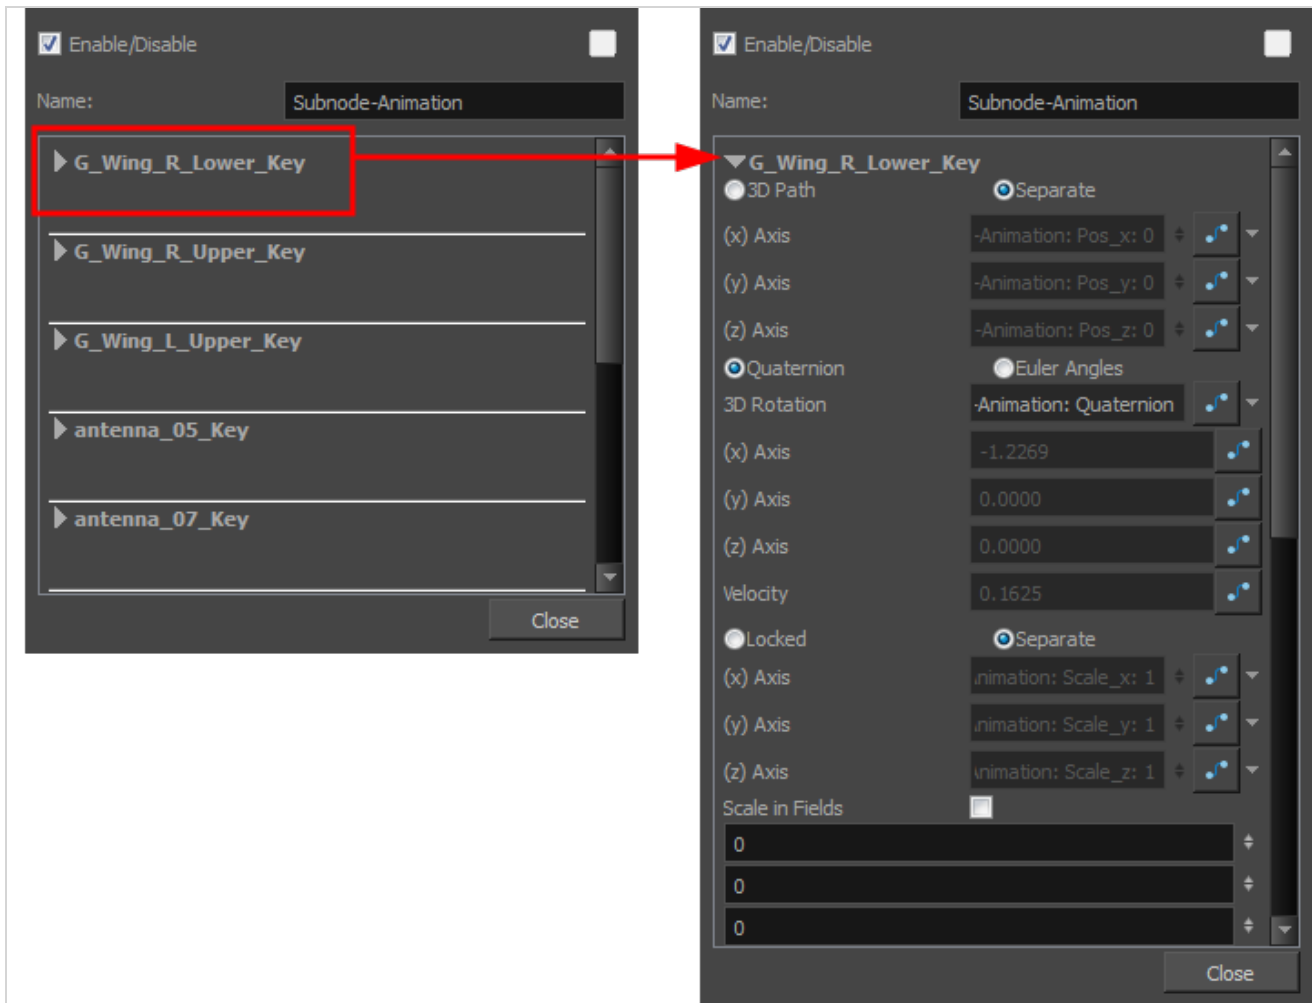 Enable/Disable
Name: Subnode-Animation
G_Wing_R_Lower_Key
G_Wing_R_Upper_Key
G_Wing_L_Upper_Key
antenna_05_Key
antenna_07_Key
Close
Enable/Disable
Name: Subnode-Animation
G_Wing_R_Lower_Key
3D Path Separate
(x) Axis -Animation: Pos_x: 0
(y) Axis -Animation: Pos_y: 0
(z) Axis -Animation: Pos_z: 0
Quaternion Euler Angles
3D Rotation -Animation: Quaternion
(x) Axis -1.2269
(y) Axis 0.0000
(z) Axis 0.0000
Velocity 0.1625
Locked Separate
(x) Axis nimation: Scale_x: 1
(y) Axis nimation: Scale_y: 1
(z) Axis nimation: Scale_z: 1
Scale in Fields
0
0
0
Close